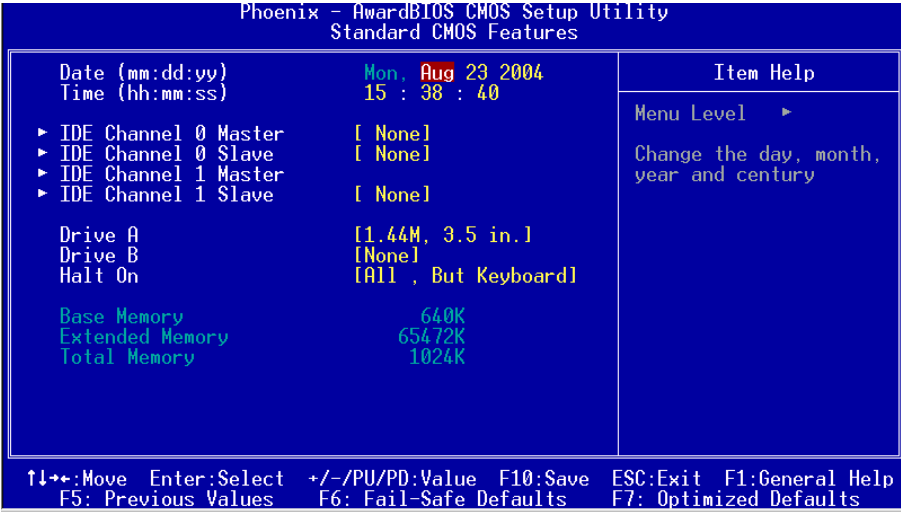 Phoenix - AwardBIOS CMOS Setup Utility
Standard CMOS Features
Date (mm:dd:yy) Mon, Aug 23 2004
Time (hh:mm:ss) 15 : 38 : 40
► IDE Channel 0 Master [ None]
► IDE Channel 0 Slave [ None]
► IDE Channel 1 Master
► IDE Channel 1 Slave [ None]
Drive A [1.44M, 3.5 in.]
Drive B [None]
Halt On [All , But Keyboard]
Base Memory 640K
Extended Memory 65472K
Total Memory 1024K
Item Help
Menu Level ►
Change the day, month,
year and century
↑↓→←:Move Enter:Select +/-/PU/PD:Value F10:Save ESC:Exit F1:General Help
F5: Previous Values F6: Fail-Safe Defaults F7: Optimized Defaults